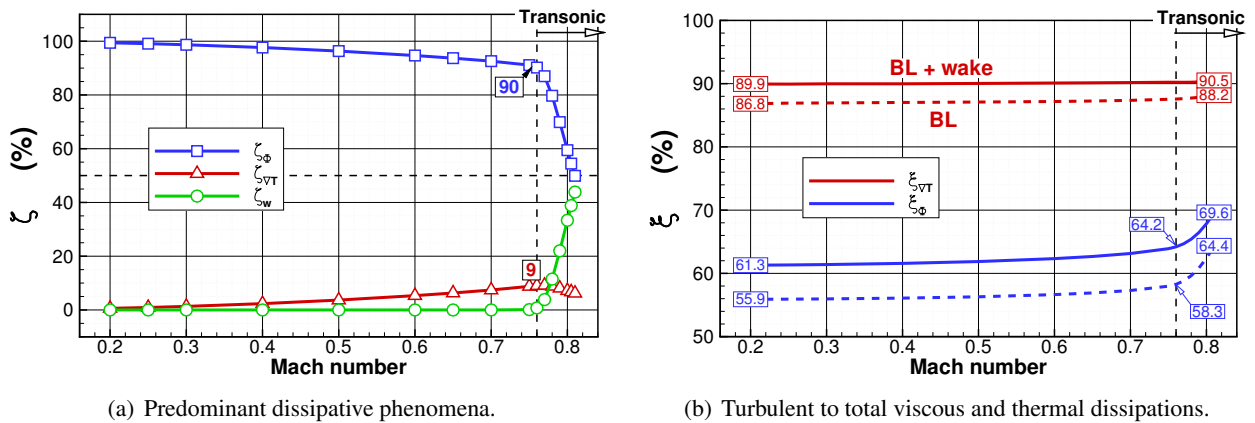 Transonic
100
80
60
40
20
0
ζ (%)
90
9
ζΦ
ζ∇T
ζw
0.2 0.3 0.4 0.5 0.6 0.7 0.8
Mach number
(a) Predominant dissipative phenomena.
Transonic
100
90
80
70
60
50
ξ (%)
BL + wake
89.9
90.5
86.8
88.2
BL
ξ∇T
ξΦ
69.6
64.2
64.4
61.3
55.9
58.3
0.2 0.3 0.4 0.5 0.6 0.7 0.8
Mach number
(b) Turbulent to total viscous and thermal dissipations.